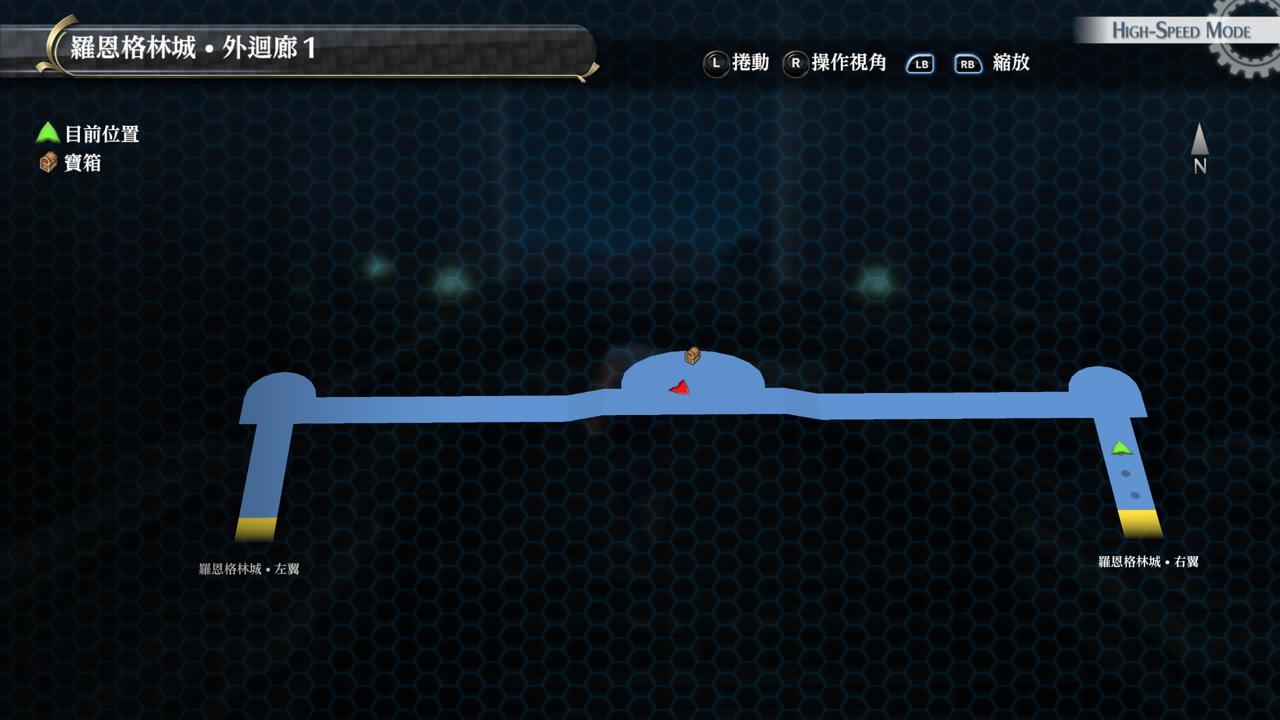 羅恩格林城•外迴廊1
HIGH-SPEED MODE
L 捲動 R 操作視角 LB RB 縮放
目前位置
寶箱
N
羅恩格林城•左翼
羅恩格林城•右翼